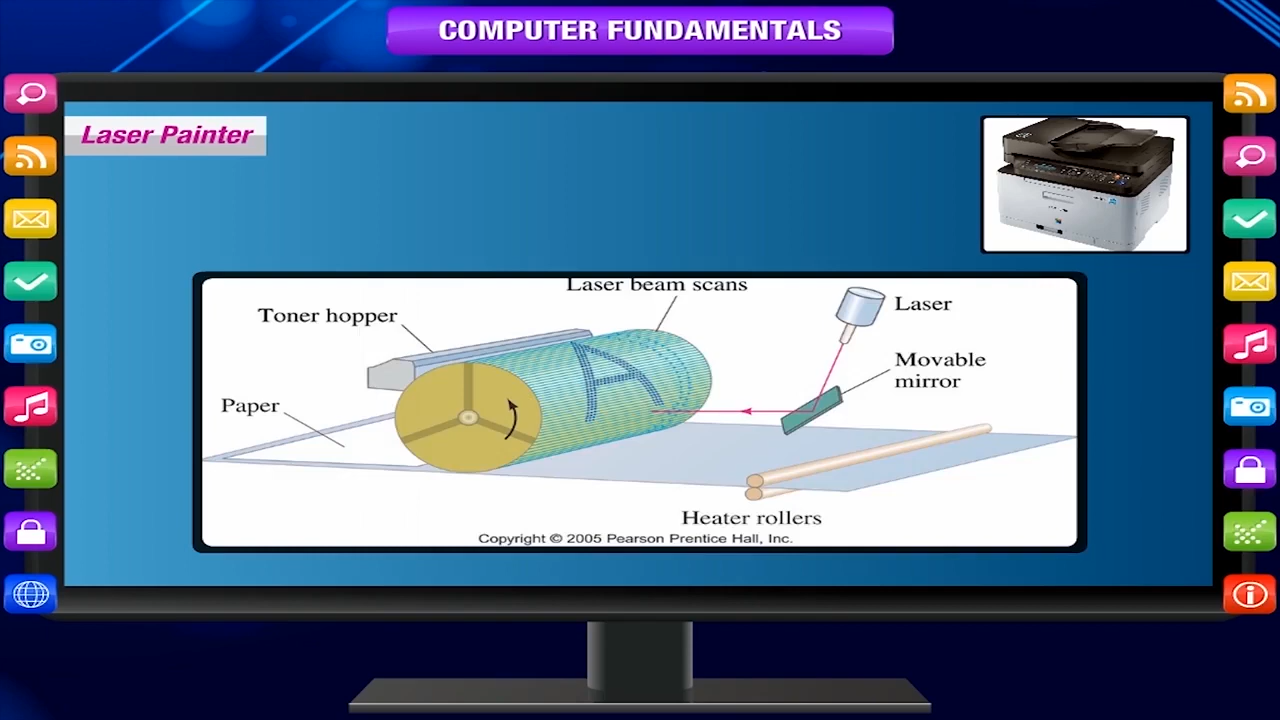 COMPUTER FUNDAMENTALS
Laser Painter
Laser beam scans
Toner hopper
Laser
Movable
mirror
Paper
Heater rollers
Copyright © 2005 Pearson Prentice Hall, Inc.